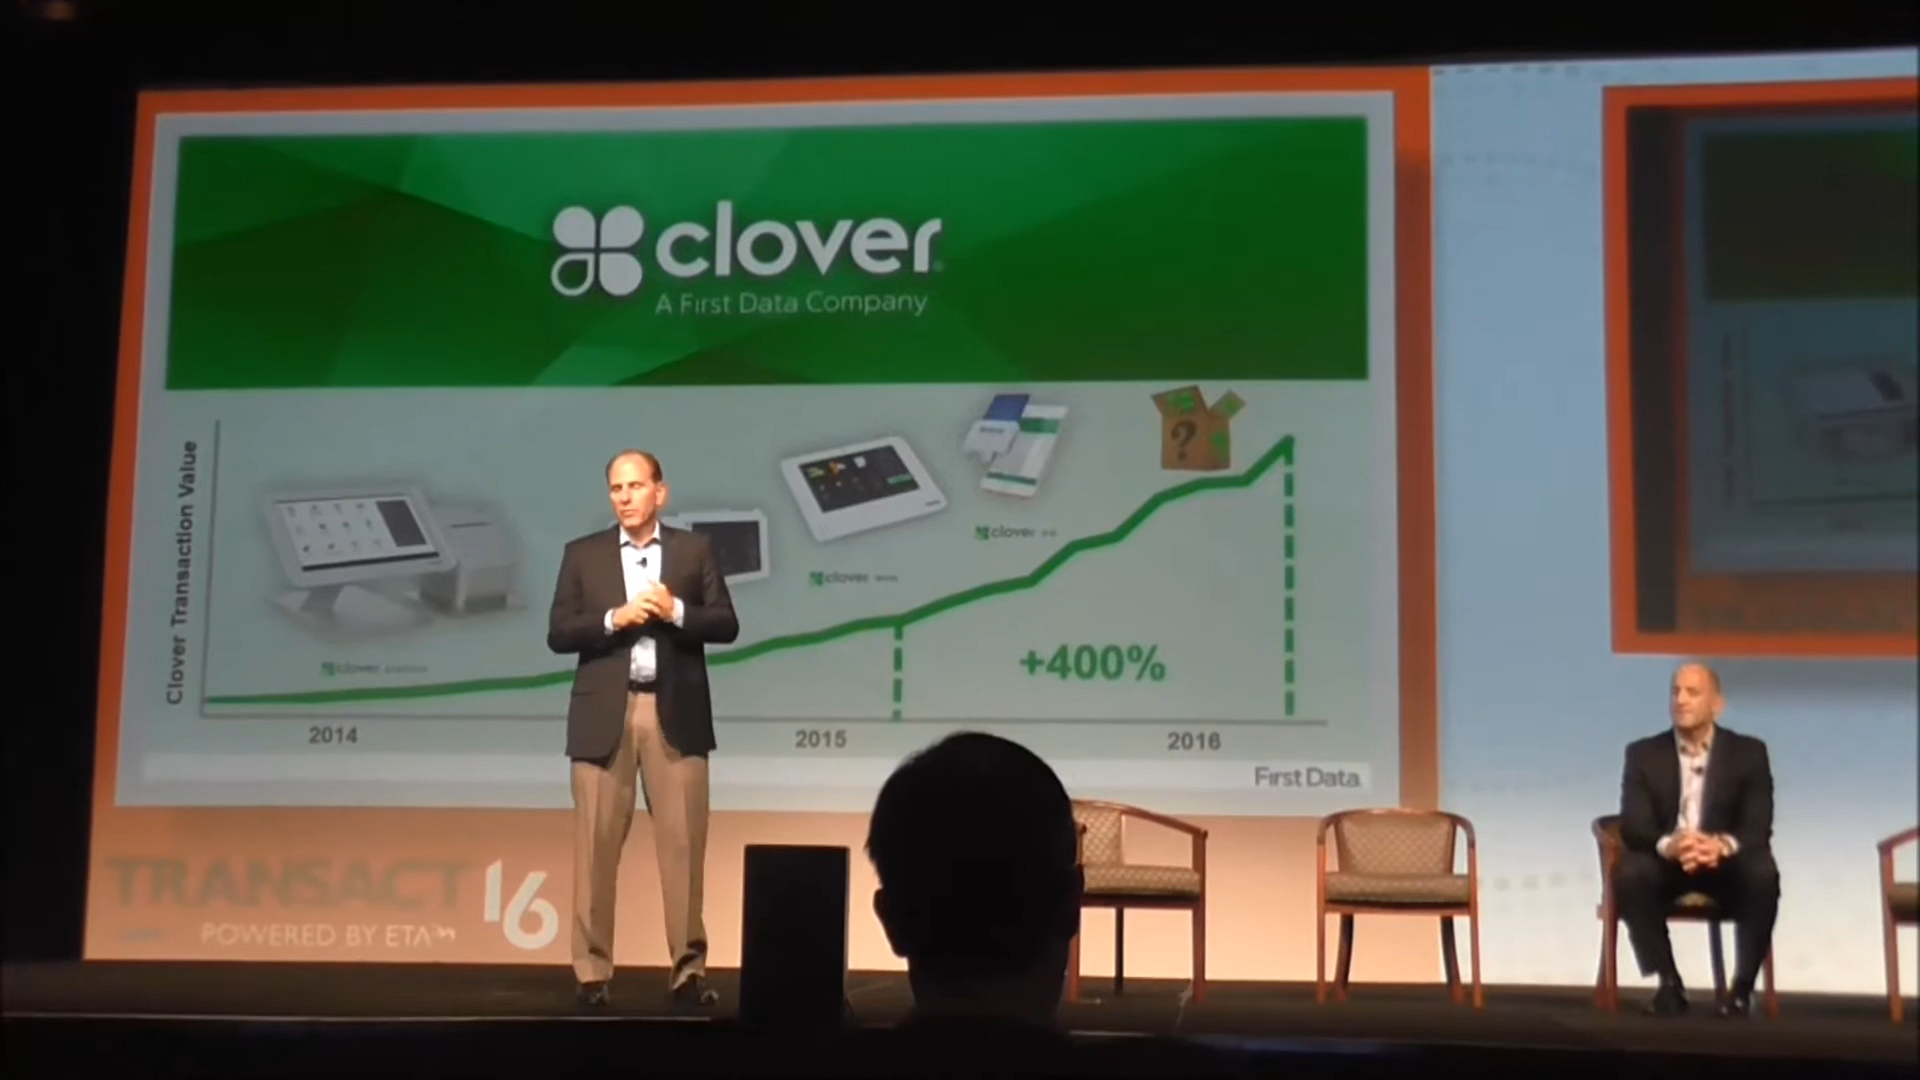 clover
A First Data Company
Clover Transaction Value
?
clover
clover
clover
+400%
2014
2015
2016
First Data
TRANSACT 16
POWERED BY ETA